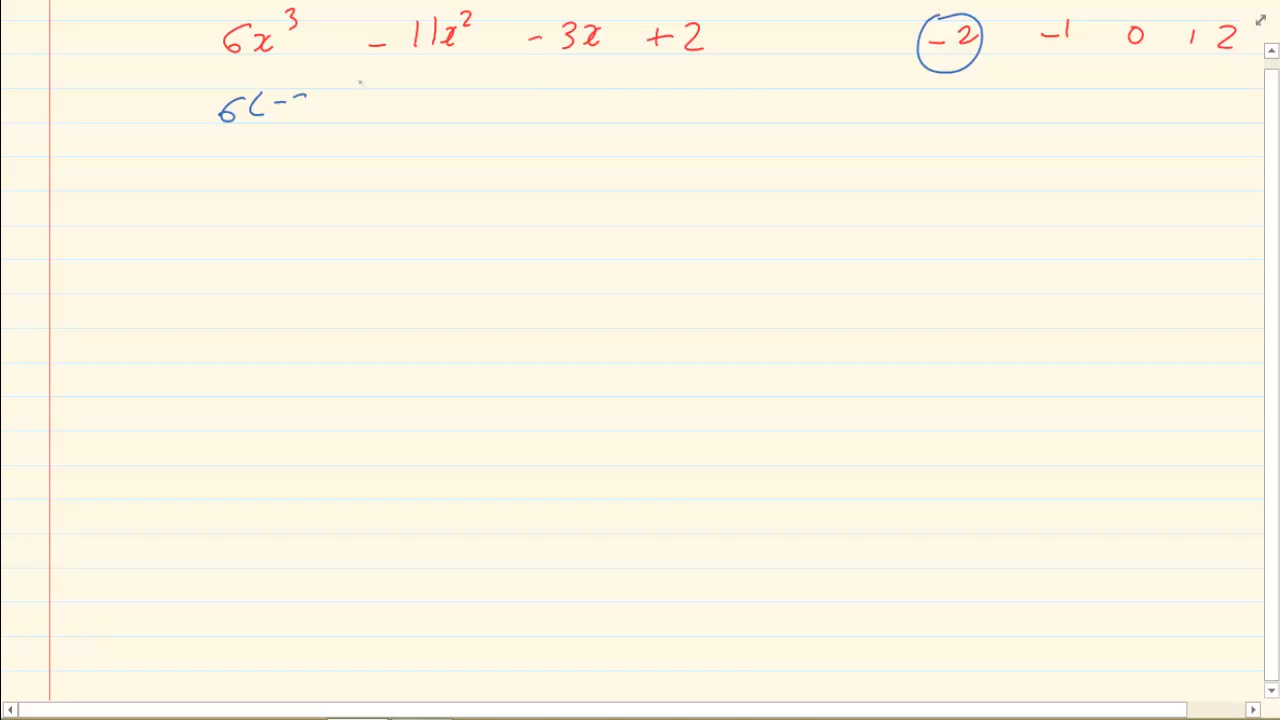 6x³ - 11x² - 3x + 2 -2 -1 0 1 2
6(-